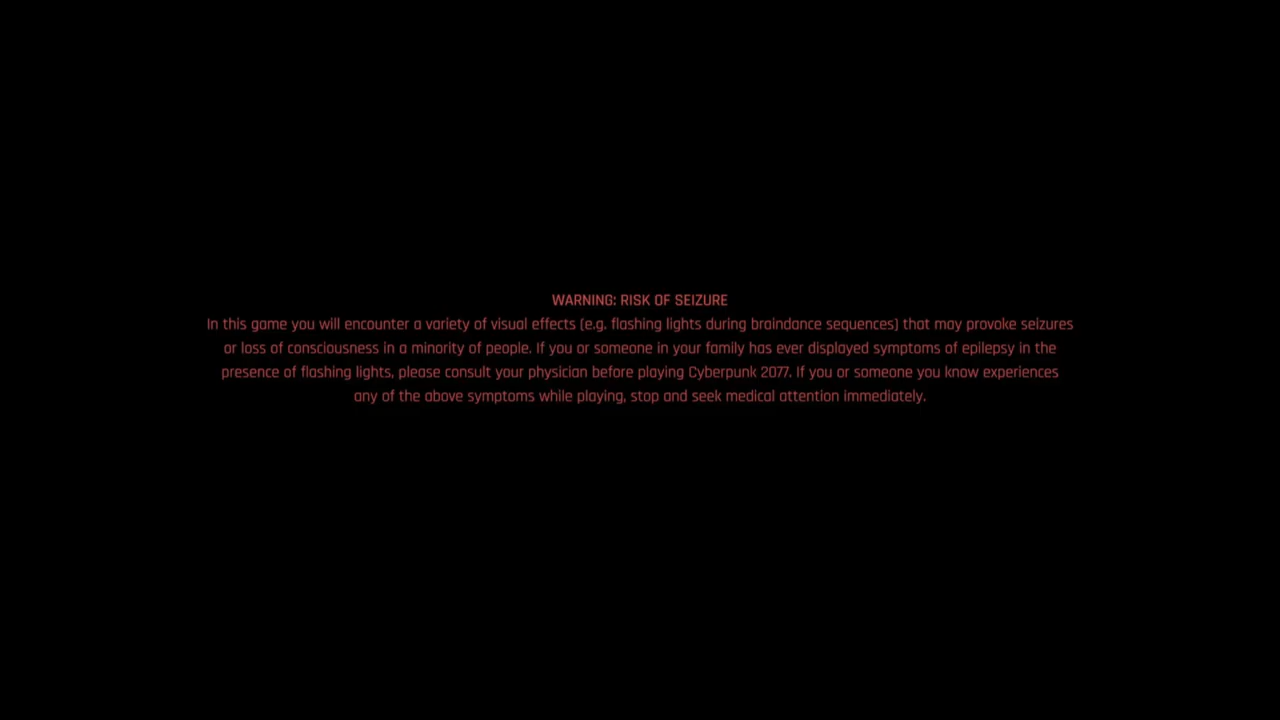 WARNING: RISK OF SEIZURE
In this game you will encounter a variety of visual effects (e.g. flashing lights during braindance sequences) that may provoke seizures
or loss of consciousness in a minority of people. If you or someone in your family has ever displayed symptoms of epilepsy in the
presence of flashing lights, please consult your physician before playing Cyberpunk 2077. If you or someone you know experiences
any of the above symptoms while playing, stop and seek medical attention immediately.